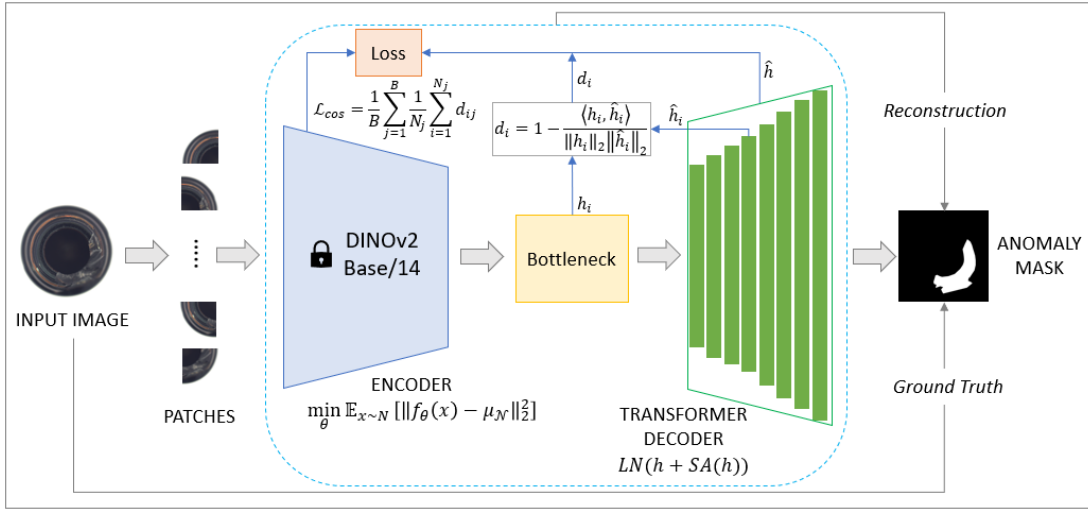 Loss
ĥ
d_i
Reconstruction
ℒ_cos = 1/B ∑_{j=1}^{B} 1/N_j ∑_{i=1}^{N_j} d_ij
d_i = 1 − ⟨h_i, ĥ_i⟩ / ‖h_i‖_2 ‖ĥ_i‖_2
ĥ_i
h_i
DINOv2
Base/14
Bottleneck
ANOMALY
MASK
INPUT IMAGE
PATCHES
ENCODER
min_θ 𝔼_{x~N} [‖f_θ(x) − μ_𝒩‖_2^2]
Ground Truth
TRANSFORMER
DECODER
LN(h + SA(h))